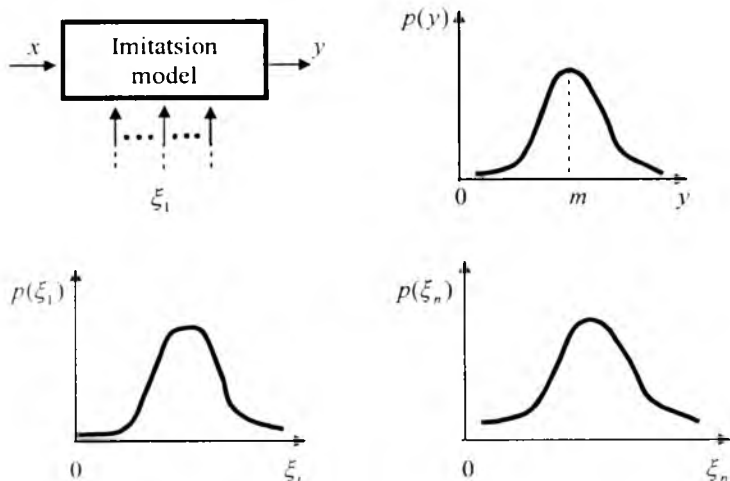 x
Imitatsion
model
y
ξ₁
p(y)
0
m
y
p(ξ₁)
0
p(ξₙ)
0
ξₙ